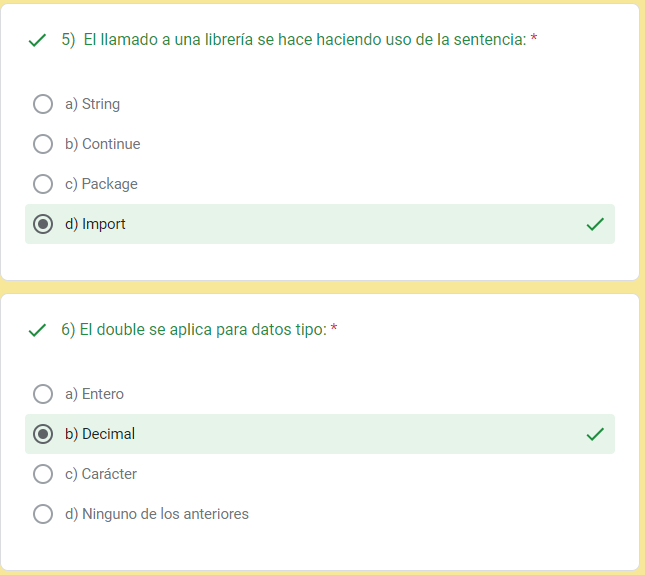 5) El llamado a una librería se hace haciendo uso de la sentencia: *
a) String
b) Continue
c) Package
d) Import
6) El double se aplica para datos tipo: *
a) Entero
b) Decimal
c) Carácter
d) Ninguno de los anteriores